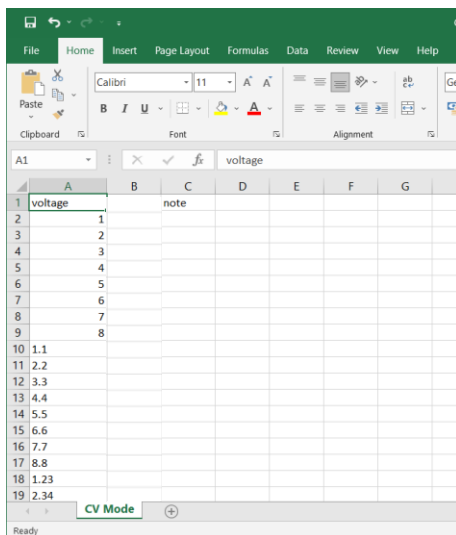 File Home Insert Page Layout Formulas Data Review View Help
Calibri 11 A A ab Ge
Paste B I U A
Clipboard Font Alignment
A1 fx voltage
A B C D E F G
1 voltage note
2 1
3 2
4 3
5 4
6 5
7 6
8 7
9 8
10 1.1
11 2.2
12 3.3
13 4.4
14 5.5
15 6.6
16 7.7
17 8.8
18 1.23
19 2.34
CV Mode
Ready